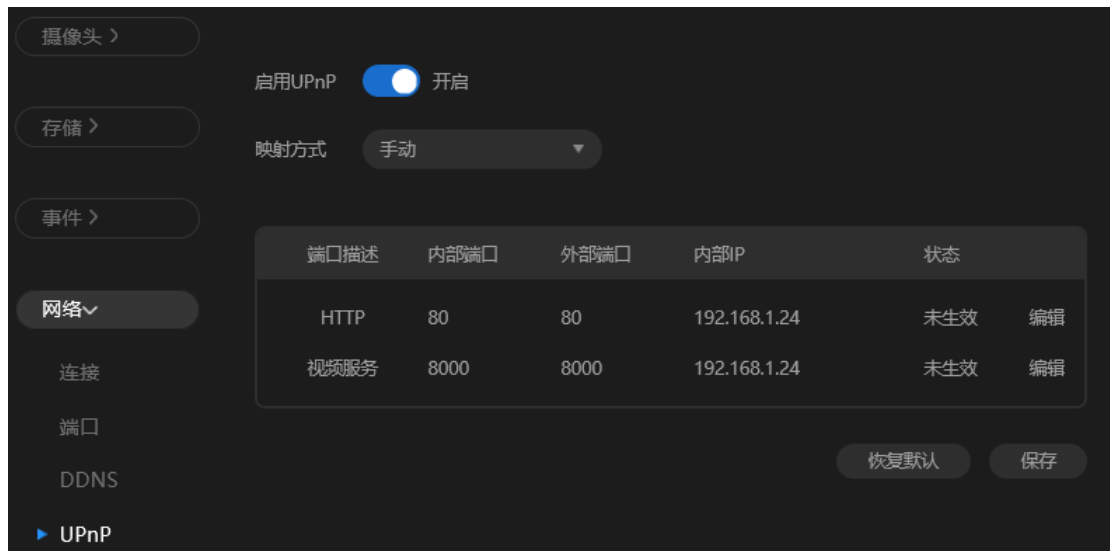 摄像头 >
启用UPnP 开启
存储 >
映射方式 手动
事件 >
端口描述 内部端口 外部端口 内部IP 状态
网络
HTTP 80 80 192.168.1.24 未生效 编辑
连接
视频服务 8000 8000 192.168.1.24 未生效 编辑
端口
恢复默认 保存
DDNS
UPnP